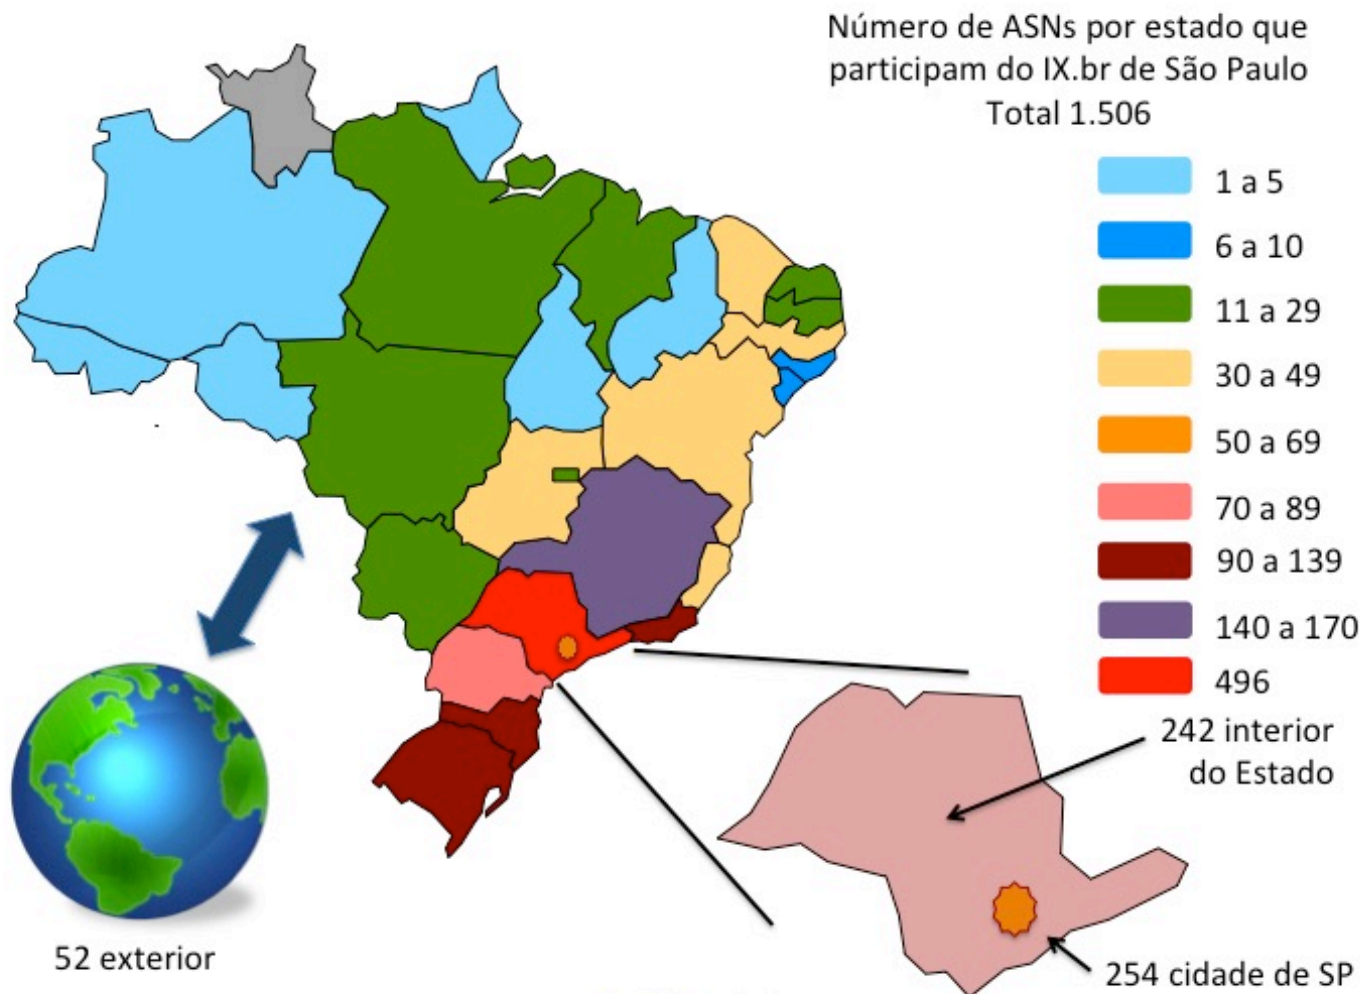 Número de ASNs por estado que
participam do IX.br de São Paulo
Total 1.506
1 a 5
6 a 10
11 a 29
30 a 49
50 a 69
70 a 89
90 a 139
140 a 170
496
242 interior
do Estado
52 exterior
254 cidade de SP